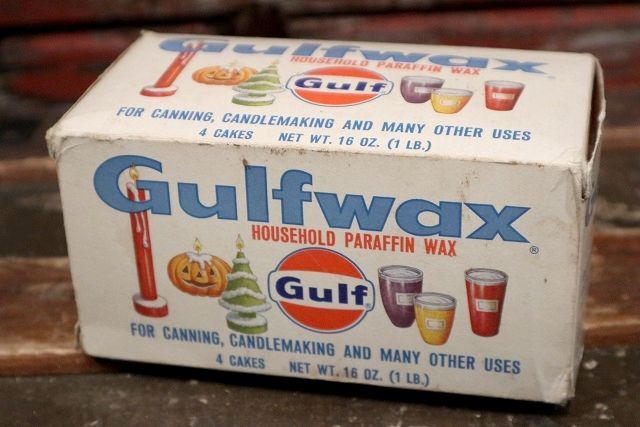 Gulfwax
HOUSEHOLD PARAFFIN WAX
Gulf
FOR CANNING, CANDLEMAKING AND MANY OTHER USES
4 CAKES NET WT. 16 OZ. (1 LB.)
Gulfwax®
HOUSEHOLD PARAFFIN WAX
Gulf®
FOR CANNING, CANDLEMAKING AND MANY OTHER USES
4 CAKES NET WT. 16 OZ. (1 LB.)